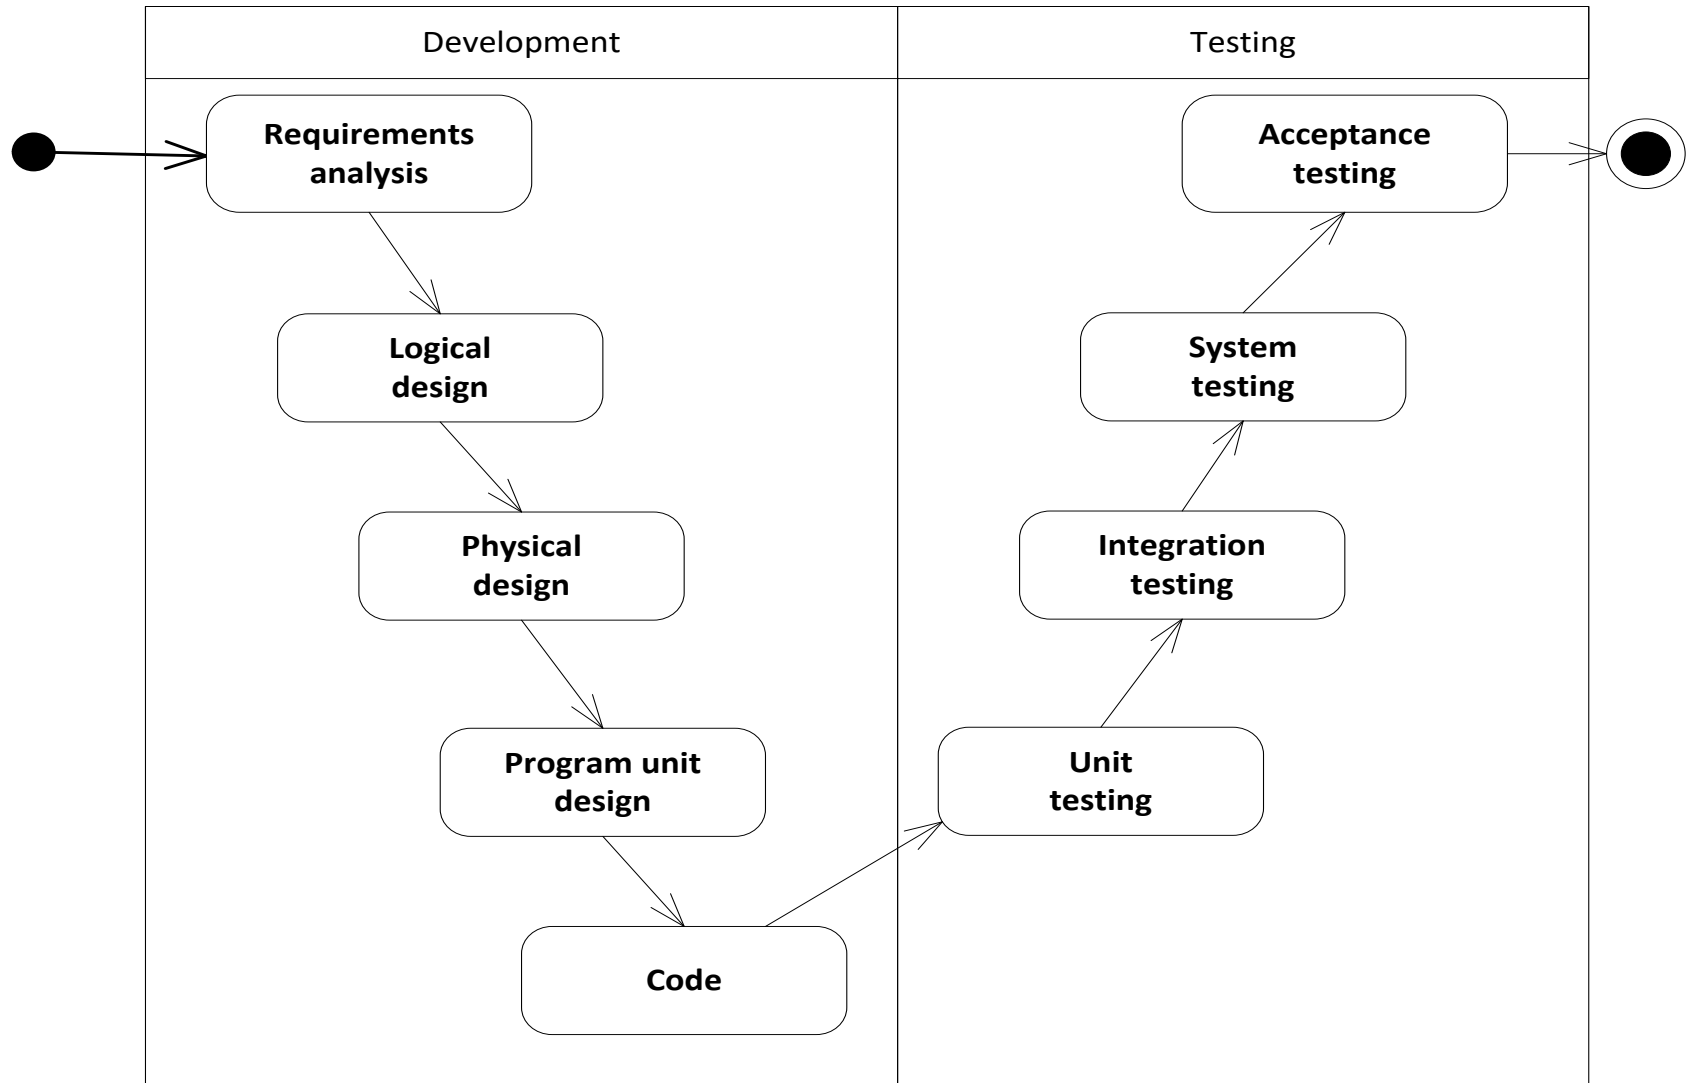 Development
Testing
Requirements
analysis
Logical
design
Physical
design
Program unit
design
Code
Unit
testing
Integration
testing
System
testing
Acceptance
testing